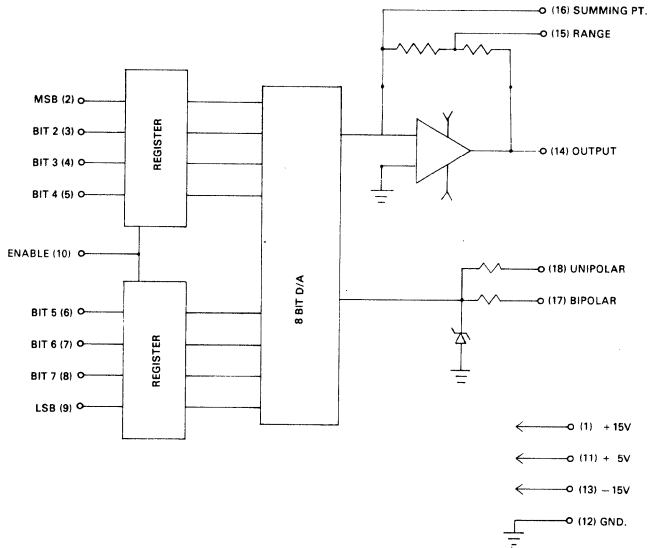 (16) SUMMING PT.
(15) RANGE
MSB (2)
BIT 2 (3)
BIT 3 (4)
BIT 4 (5)
REGISTER
(14) OUTPUT
ENABLE (10)
8 BIT D/A
(18) UNIPOLAR
(17) BIPOLAR
BIT 5 (6)
BIT 6 (7)
BIT 7 (8)
LSB (9)
REGISTER
(1) + 15V
(11) + 5V
(13) − 15V
(12) GND.